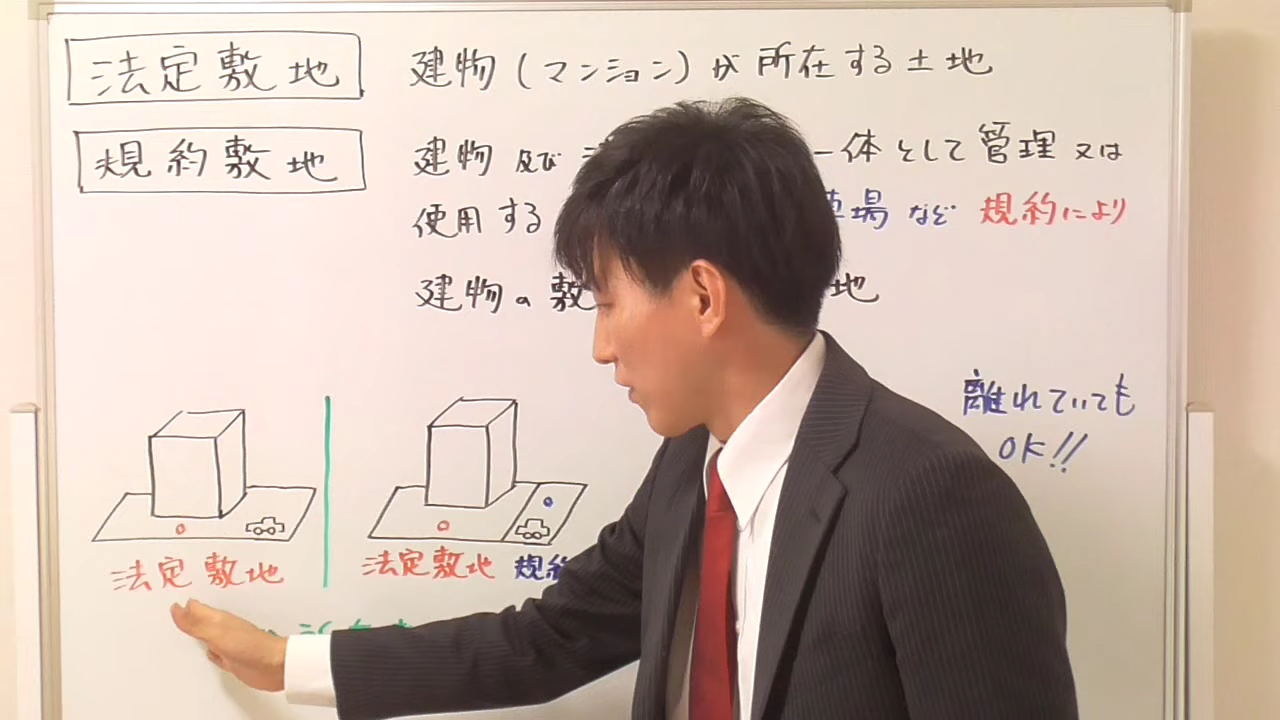 法定敷地 建物(マンション)が所在する土地
規約敷地 建物及び 一体として管理又は
使用する 場など 規約により
建物の敷 地
離れていても
OK!!
法定敷地 法定敷地 規約